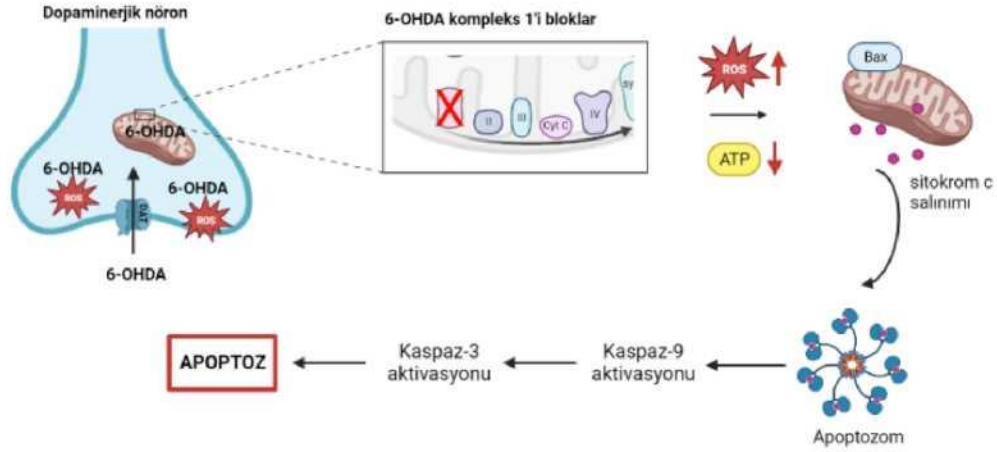 Dopaminerjik nöron
6-OHDA
6-OHDA
ROS
6-OHDA
ROS
DAT
6-OHDA
6-OHDA kompleks 1'i bloklar
II
III
Cyt C
IV
sy
ROS
ATP
Bax
sitokrom c
salınımı
Apoptozom
Kaspaz-9
aktivasyonu
Kaspaz-3
aktivasyonu
APOPTOZ